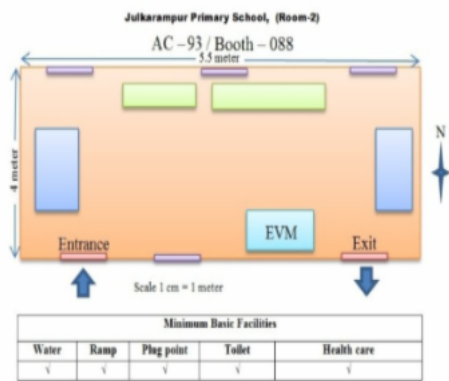 Julkarampur Primary School, (Room-2)
AC – 93 / Booth – 088
5.5 meter
4 meter
N
EVM
Entrance
Exit
Scale 1 cm = 1 meter
Minimum Basic Facilities
Water Ramp Plug point Toilet Health care
√ √ √ √ √